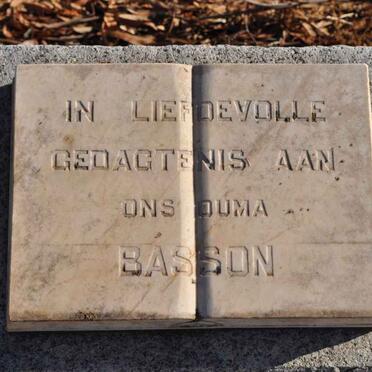 IN LIEFDEVOLLE
GEDAGTENIS AAN
ONS OUMA
BASSON